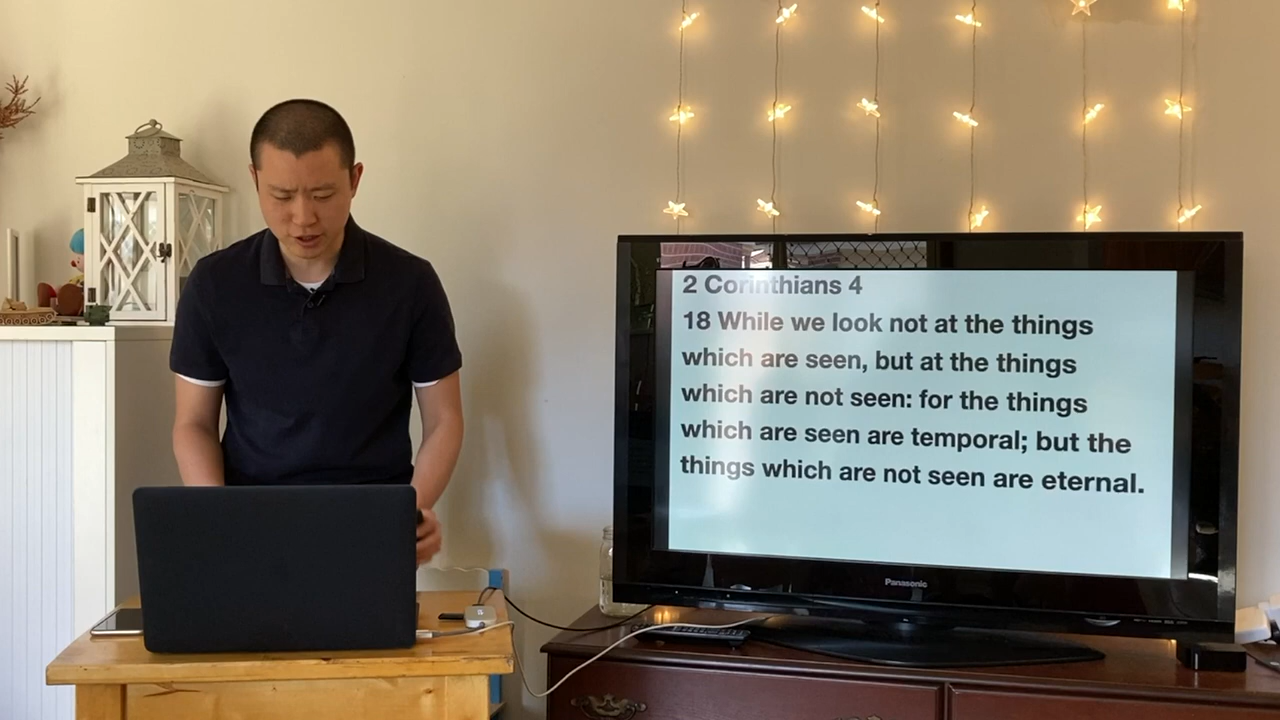 2 Corinthians 4
18 While we look not at the things
which are seen, but at the things
which are not seen: for the things
which are seen are temporal; but the
things which are not seen are eternal.
Panasonic